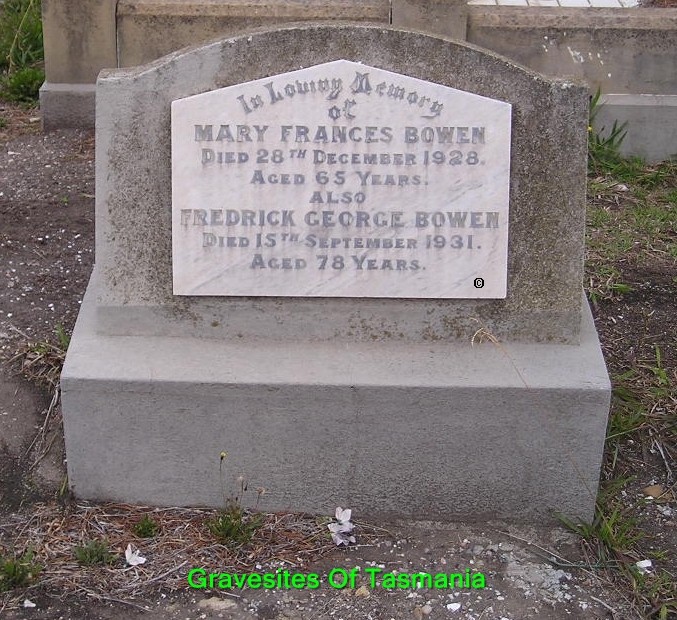 In Loving Memory
of
MARY FRANCES BOWEN
DIED 28TH DECEMBER 1928.
AGED 65 YEARS.
ALSO
FREDRICK GEORGE BOWEN
DIED 15TH SEPTEMBER 1931.
AGED 78 YEARS.
©
Gravesites Of Tasmania